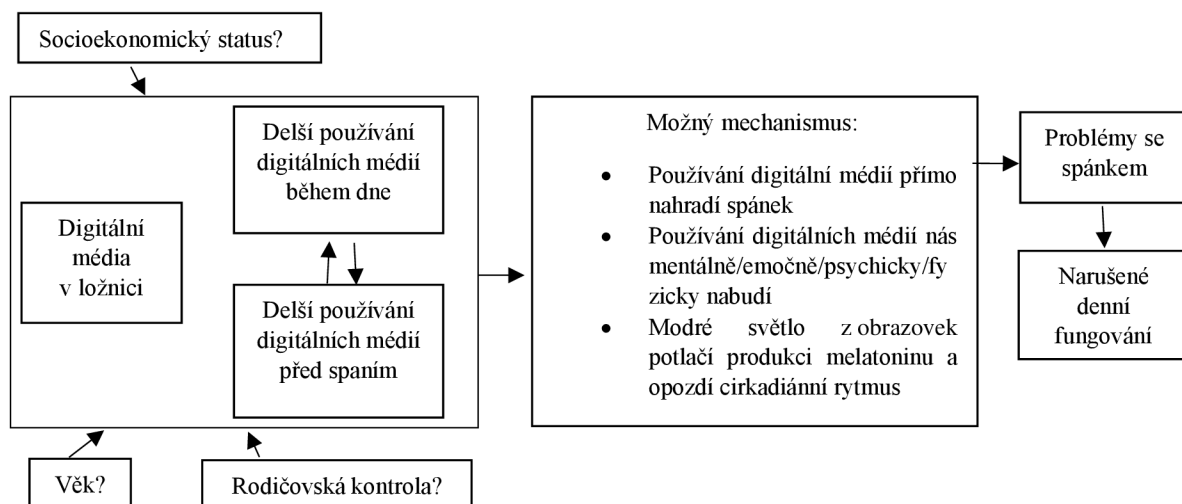 Socioekonomický status?
Delší používání
digitálních médií
během dne
Digitální
média
v ložnici
Delší používání
digitálních médií
před spaním
Věk?
Rodičovská kontrola?
Možný mechanismus:
• Používání digitální médií přímo
nahradí spánek
• Používání digitálních médií nás
mentálně/emočně/psychicky/fy
zicky nabudí
• Modré světlo z obrazovek
potlačí produkci melatoninu a
opozdí cirkadiánní rytmus
Problémy se
spánkem
Narušené
denní
fungování